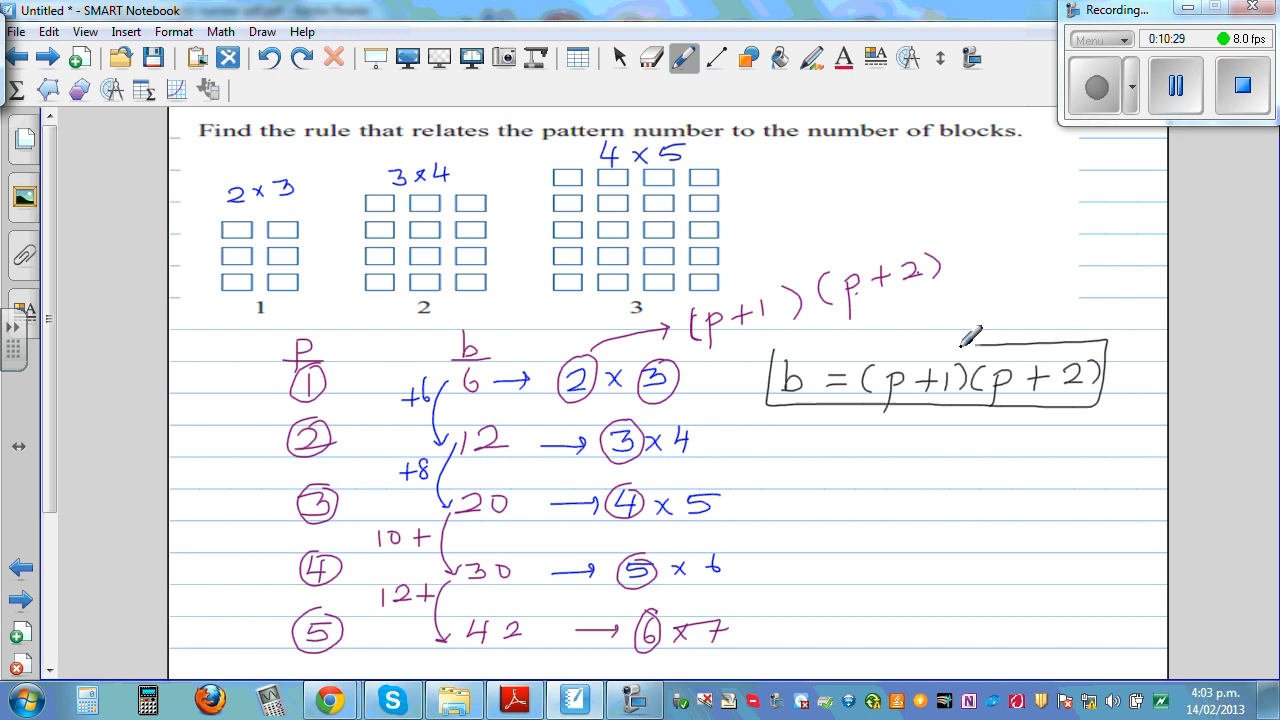 Untitled * - SMART Notebook
Recording...
File Edit View Insert Format Math Draw Help
Menu
0:10:29
8.0 fps
Find the rule that relates the pattern number to the number of blocks.
2 × 3
3 × 4
4 × 5
1
2
3
(p+1) (p+2)
p
b
1
6 → 2 × 3
b = (p+1)(p+2)
+6
2
12 → 3 × 4
+8
3
20 → 4 × 5
10 +
4
30 → 5 × 6
12+
5
42 → 6 × 7
4:03 p.m.
14/02/2013